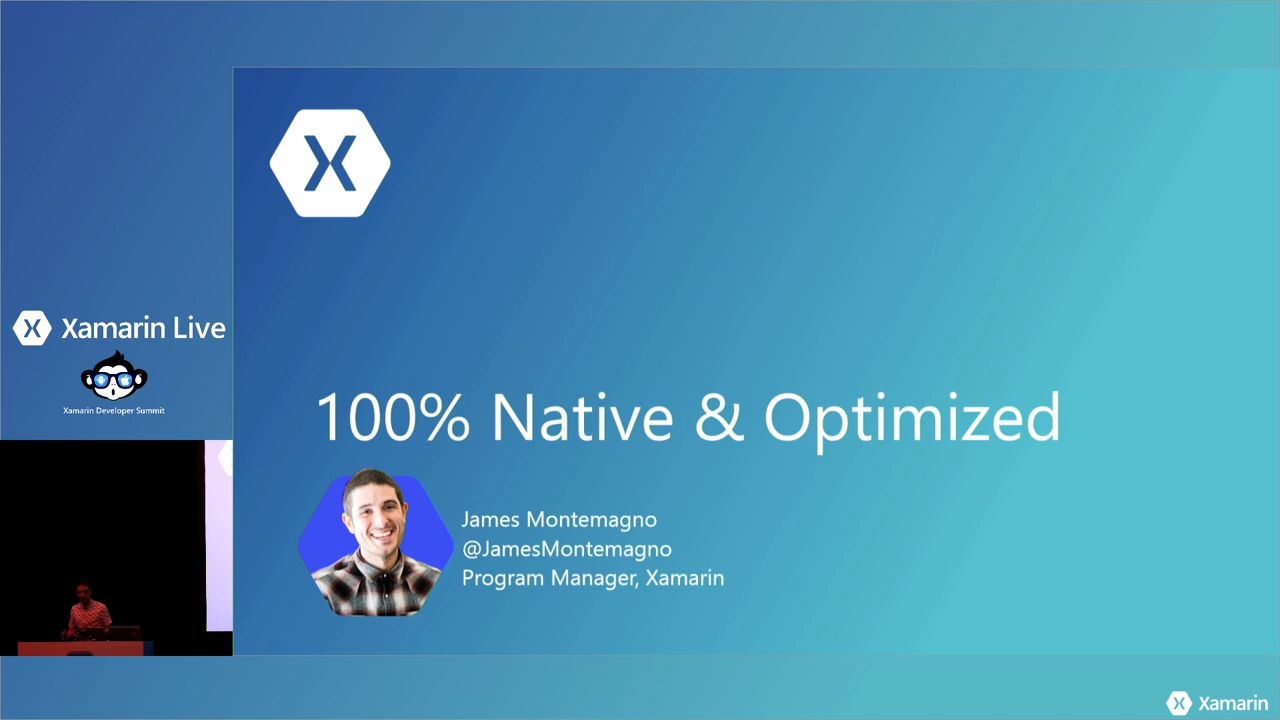 Xamarin Live
Xamarin Developer Summit
100% Native & Optimized
James Montemagno
@JamesMontemagno
Program Manager, Xamarin
Xamarin